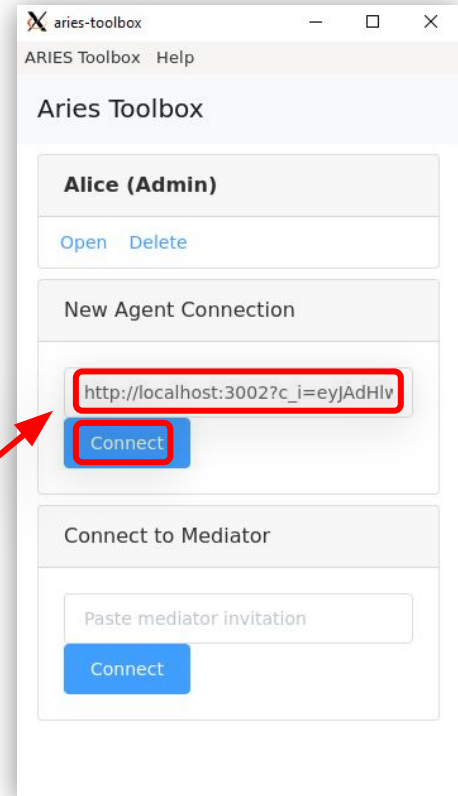 aries-toolbox
ARIES Toolbox Help
Aries Toolbox
Alice (Admin)
Open Delete
New Agent Connection
http://localhost:3002?c_i=eyJAdHlw
Connect
Connect to Mediator
Paste mediator invitation
Connect